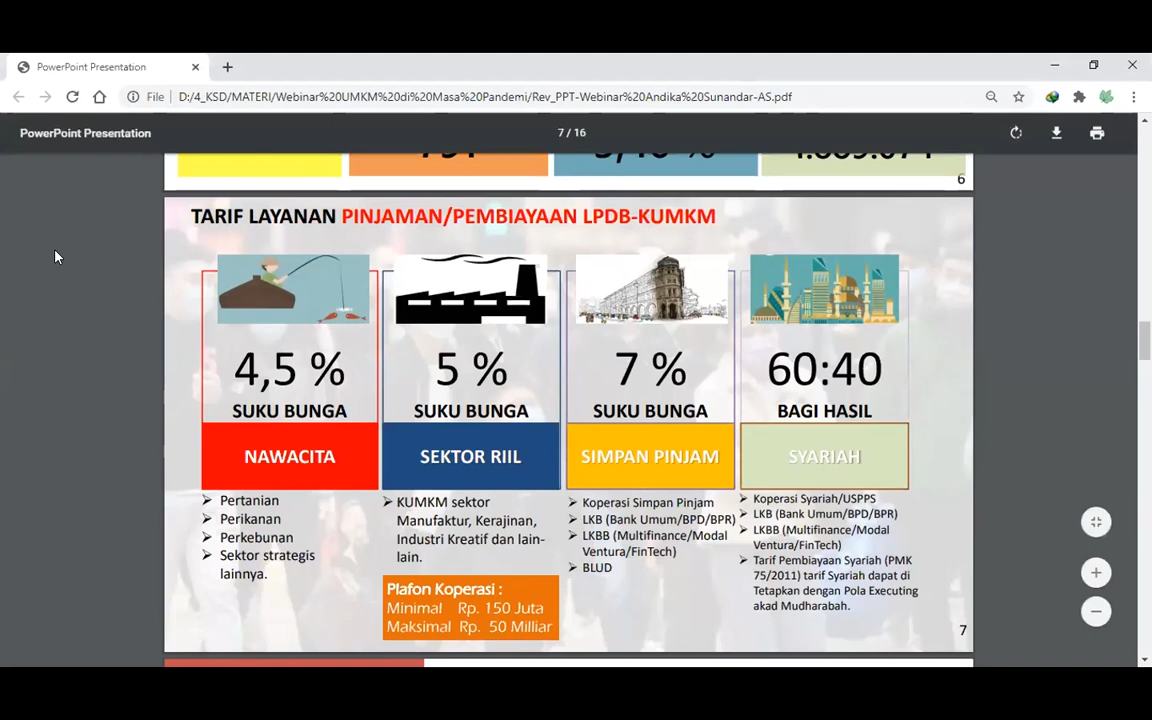 PowerPoint Presentation
File D:/4_KSD/MATERI/Webinar%20UMKM%20di%20Masa%20Pandemi/Rev_PPT-Webinar%20Andika%20Sunandar-AS.pdf
PowerPoint Presentation 7 / 16
6
TARIF LAYANAN PINJAMAN/PEMBIAYAAN LPDB-KUMKM
4,5 %
SUKU BUNGA
NAWACITA
Pertanian
Perikanan
Perkebunan
Sektor strategis
lainnya.
5 %
SUKU BUNGA
SEKTOR RIIL
KUMKM sektor
Manufaktur, Kerajinan,
Industri Kreatif dan lain-
lain.
Plafon Koperasi :
Minimal Rp. 150 Juta
Maksimal Rp. 50 Milliar
7 %
SUKU BUNGA
SIMPAN PINJAM
Koperasi Simpan Pinjam
LKB (Bank Umum/BPD/BPR)
LKBB (Multifinance/Modal
Ventura/FinTech)
BLUD
60:40
BAGI HASIL
SYARIAH
Koperasi Syariah/USPPS
LKB (Bank Umum/BPD/BPR)
LKBB (Multifinance/Modal
Ventura/FinTech)
Tarif Pembiayaan Syariah (PMK
75/2011) tarif Syariah dapat di
Tetapkan dengan Pola Executing
akad Mudharabah.
7